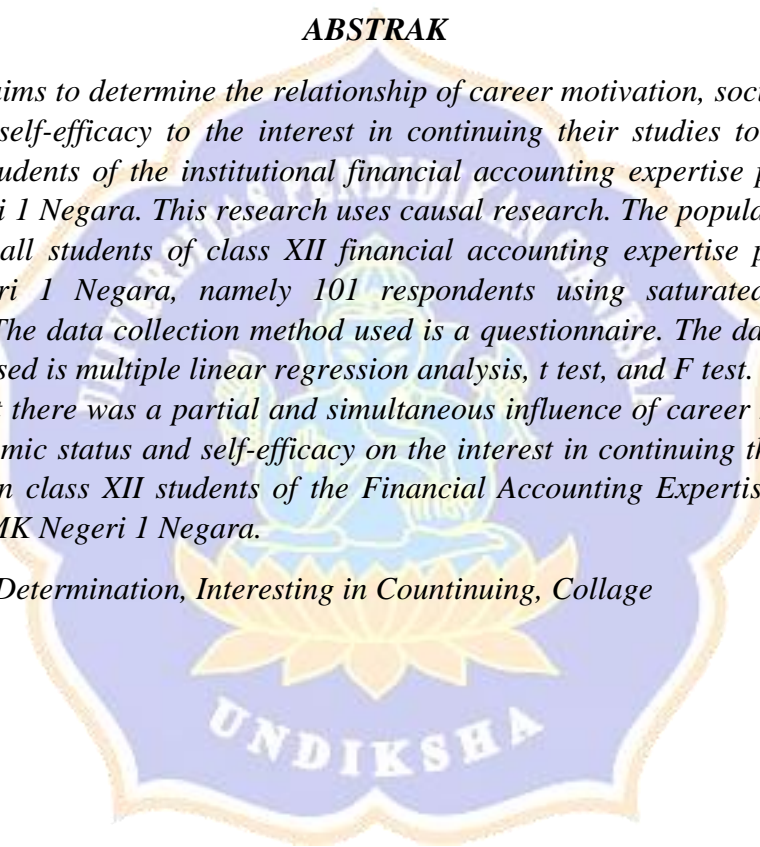 ABSTRAK
aims to determine the relationship of career motivation, soci
self-efficacy to the interest in continuing their studies to
udents of the institutional financial accounting expertise p
ri 1 Negara. This research uses causal research. The popula
all students of class XII financial accounting expertise p
ri 1 Negara, namely 101 respondents using saturated
The data collection method used is a questionnaire. The da
sed is multiple linear regression analysis, t test, and F test.
t there was a partial and simultaneous influence of career
mic status and self-efficacy on the interest in continuing th
n class XII students of the Financial Accounting Expertis
MK Negeri 1 Negara.
Determination, Interesting in Countinuing, Collage
UNIVERSITAS PENDIDIKAN GANESHA
UNDIKSHA